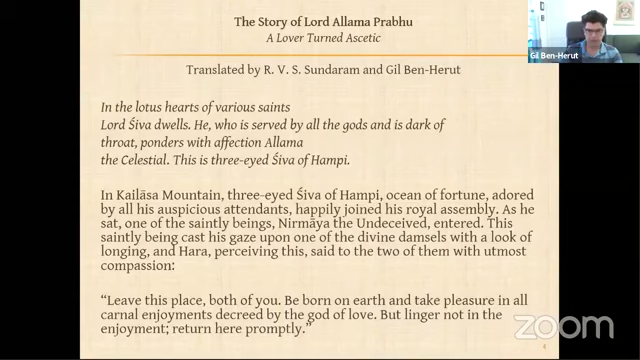 The Story of Lord Allama Prabhu
A Lover Turned Ascetic
Translated by R. V. S. Sundaram and Gil Ben-Herut
In the lotus hearts of various saints
Lord Śiva dwells. He, who is served by all the gods and is dark of
throat, ponders with affection Allama
the Celestial. This is three-eyed Śiva of Hampi.
In Kailāsa Mountain, three-eyed Śiva of Hampi, ocean of fortune, adored
by all his auspicious attendants, happily joined his royal assembly. As he
sat, one of the saintly beings, Nirmāya the Undeceived, entered. This
saintly being cast his gaze upon one of the divine damsels with a look of
longing, and Hara, perceiving this, said to the two of them with utmost
compassion:
“Leave this place, both of you. Be born on earth and take pleasure in all
carnal enjoyments decreed by the god of love. But linger not in the
enjoyment; return here promptly.”
4
Gil Ben-Herut
zoom